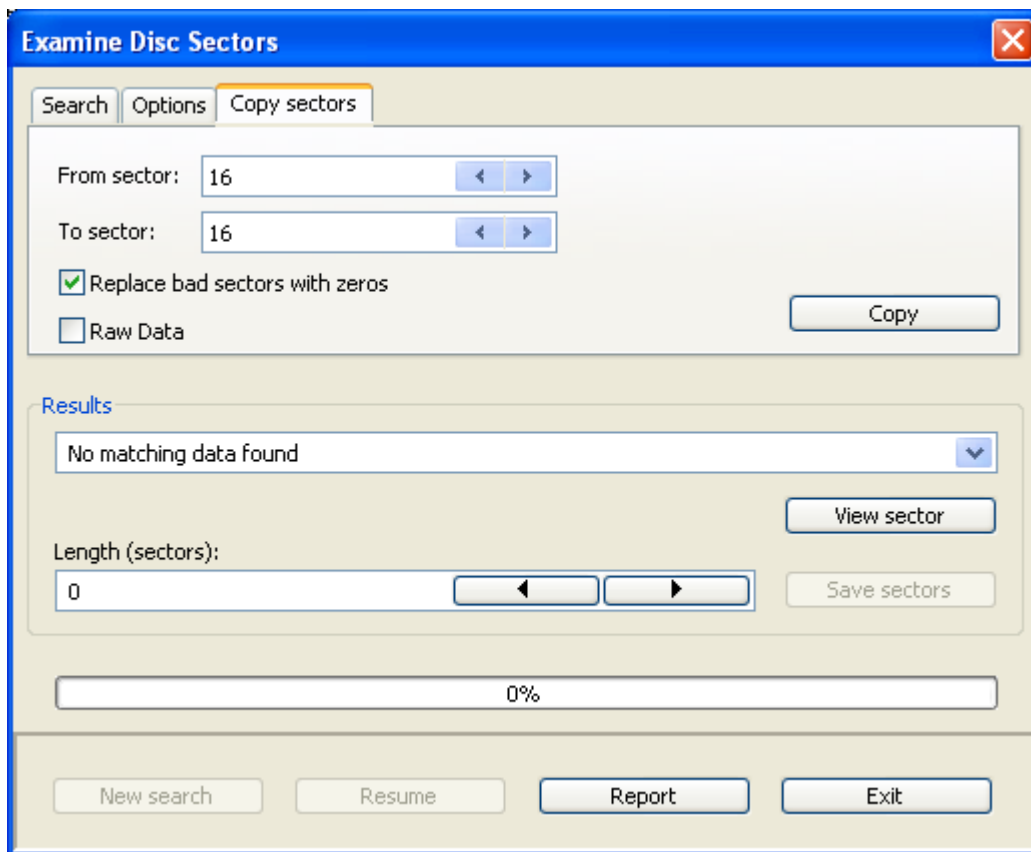 Examine Disc Sectors
Search Options Copy sectors
From sector: 16
To sector: 16
Replace bad sectors with zeros
Raw Data
Copy
Results
No matching data found
View sector
Length (sectors):
0
Save sectors
0%
New search Resume Report Exit